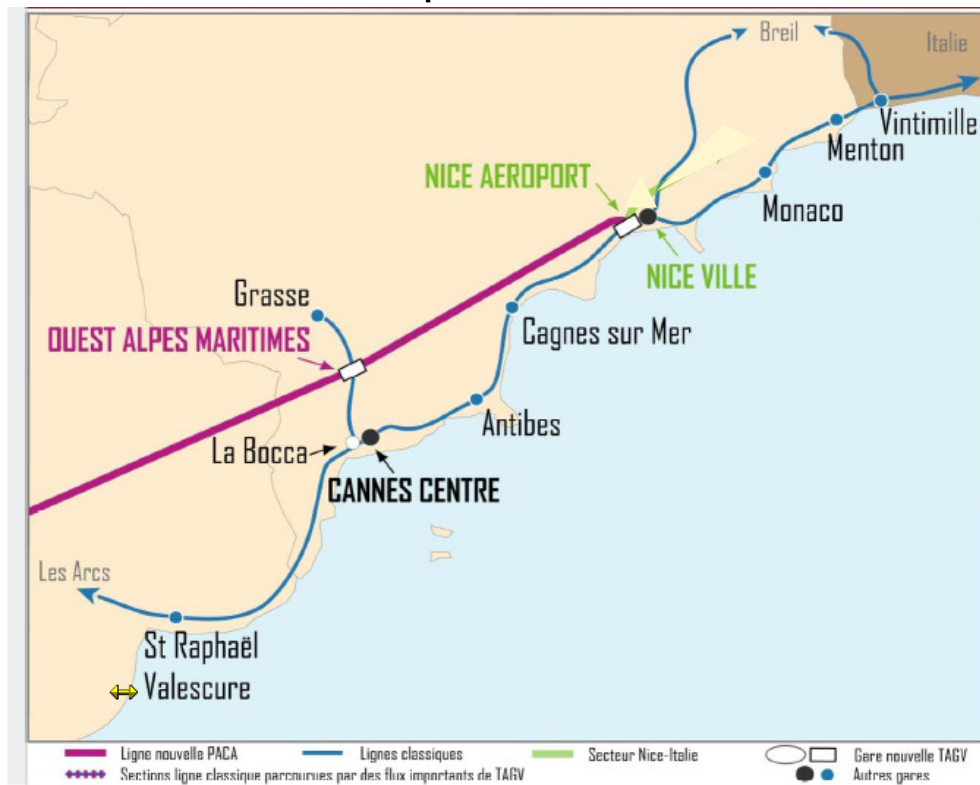 Breil
Italie
Vintimille
Menton
NICE AEROPORT
Monaco
NICE VILLE
Grasse
Cagnes sur Mer
OUEST ALPES MARITIMES
Antibes
La Bocca
CANNES CENTRE
Les Arcs
St Raphaël
Valescure
Ligne nouvelle PACA
Lignes classiques
Secteur Nice-Italie
Gare nouvelle TAGV
Sections ligne classique parcourues par des flux importants de TAGV
Autres gares